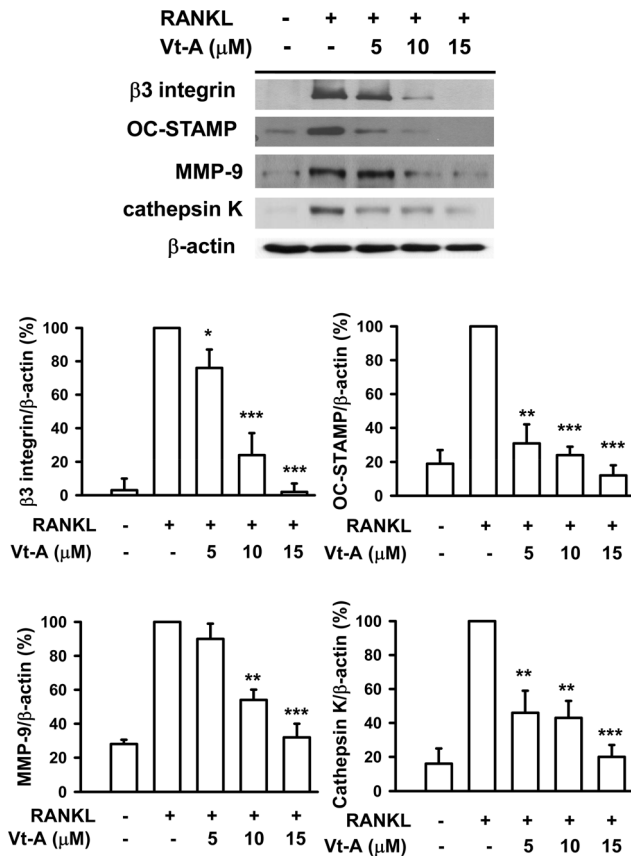 RANKL - + + + +
Vt-A (μM) - - 5 10 15
β3 integrin
OC-STAMP
MMP-9
cathepsin K
β-actin
β3 integrin/β-actin (%)
100
80
60
40
20
0
*
***
***
RANKL - + + + +
Vt-A (μM) - - 5 10 15
OC-STAMP/β-actin (%)
100
80
60
40
20
0
**
***
***
RANKL - + + + +
Vt-A (μM) - - 5 10 15
MMP-9/β-actin (%)
100
80
60
40
20
0
**
***
RANKL - + + + +
Vt-A (μM) - - 5 10 15
Cathepsin K/β-actin (%)
100
80
60
40
20
0
**
**
***
RANKL - + + + +
Vt-A (μM) - - 5 10 15